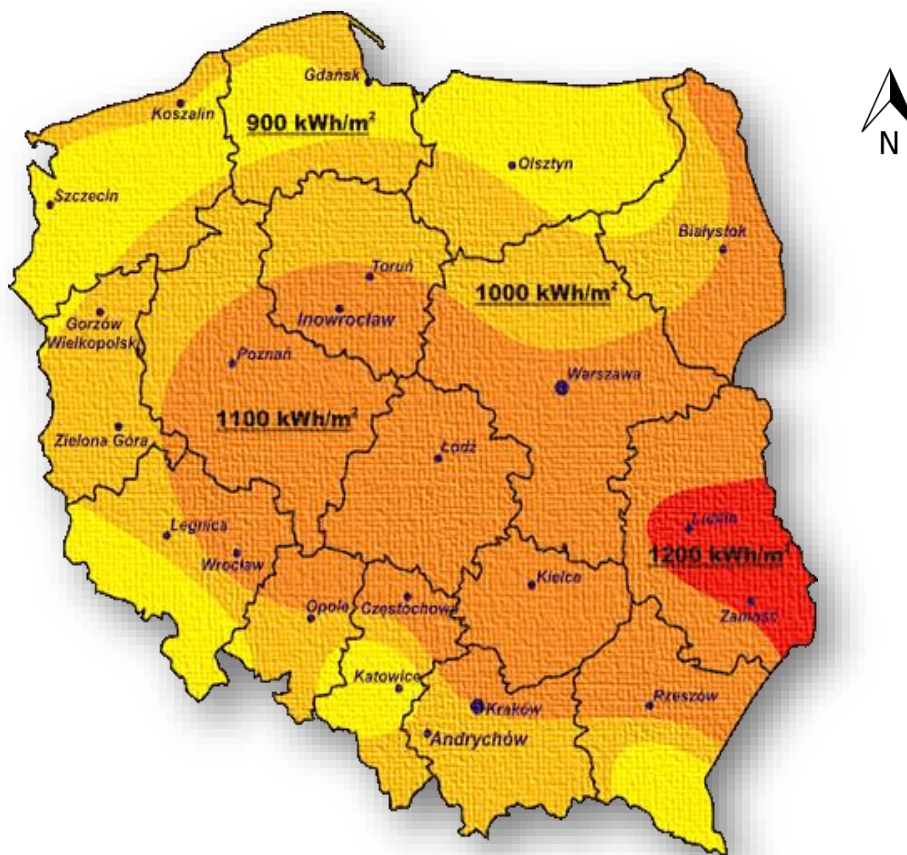 Gdańsk
Koszalin
900 kWh/m²
N
Olsztyn
Szczecin
Białystok
Toruń
1000 kWh/m²
Inowrocław
Gorzów
Wielkopolski
Poznań
Warszawa
1100 kWh/m²
Zielona Góra
Łódź
Legnica
Lublin
1200 kWh/m²
Wrocław
Kielce
Opole
Częstochowa
Zamość
Katowice
Rzeszów
Kraków
Andrychów